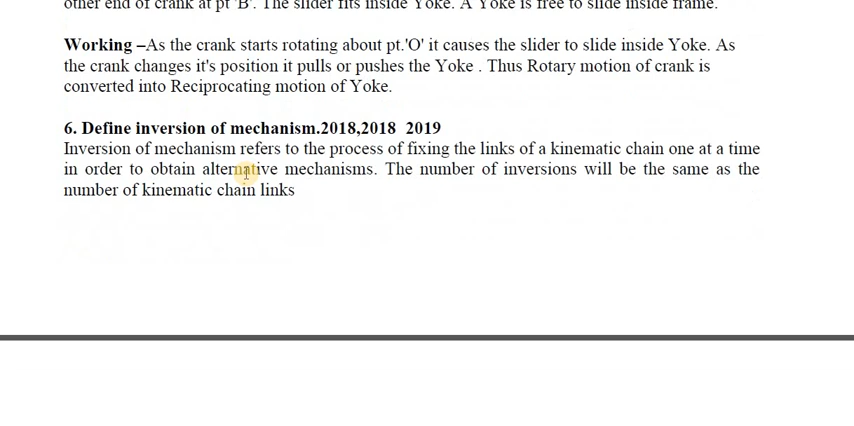 other end of crank at pt 'B'. The slider fits inside Yoke. A Yoke is free to slide inside frame.
Working –As the crank starts rotating about pt.'O' it causes the slider to slide inside Yoke. As
the crank changes it's position it pulls or pushes the Yoke . Thus Rotary motion of crank is
converted into Reciprocating motion of Yoke.
6. Define inversion of mechanism.2018,2018 2019
Inversion of mechanism refers to the process of fixing the links of a kinematic chain one at a time
in order to obtain alternative mechanisms. The number of inversions will be the same as the
number of kinematic chain links